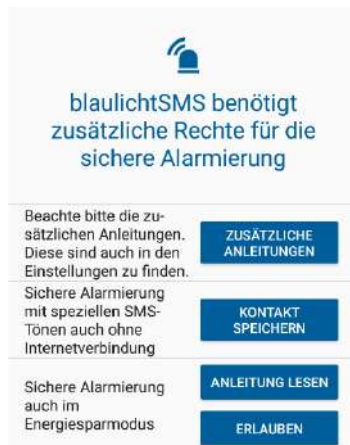 blaulichtSMS benötigt
zusätzliche Rechte für die
sichere Alarmierung
Beachte bitte die zu-
sätzlichen Anleitungen.
Diese sind auch in den
Einstellungen zu finden.
ZUSÄTZLICHE
ANLEITUNGEN
Sichere Alarmierung
mit speziellen SMS-
Tönen auch ohne
Internetverbindung
KONTAKT
SPEICHERN
Sichere Alarmierung
auch im
Energiesparmodus
ANLEITUNG LESEN
ERLAUBEN